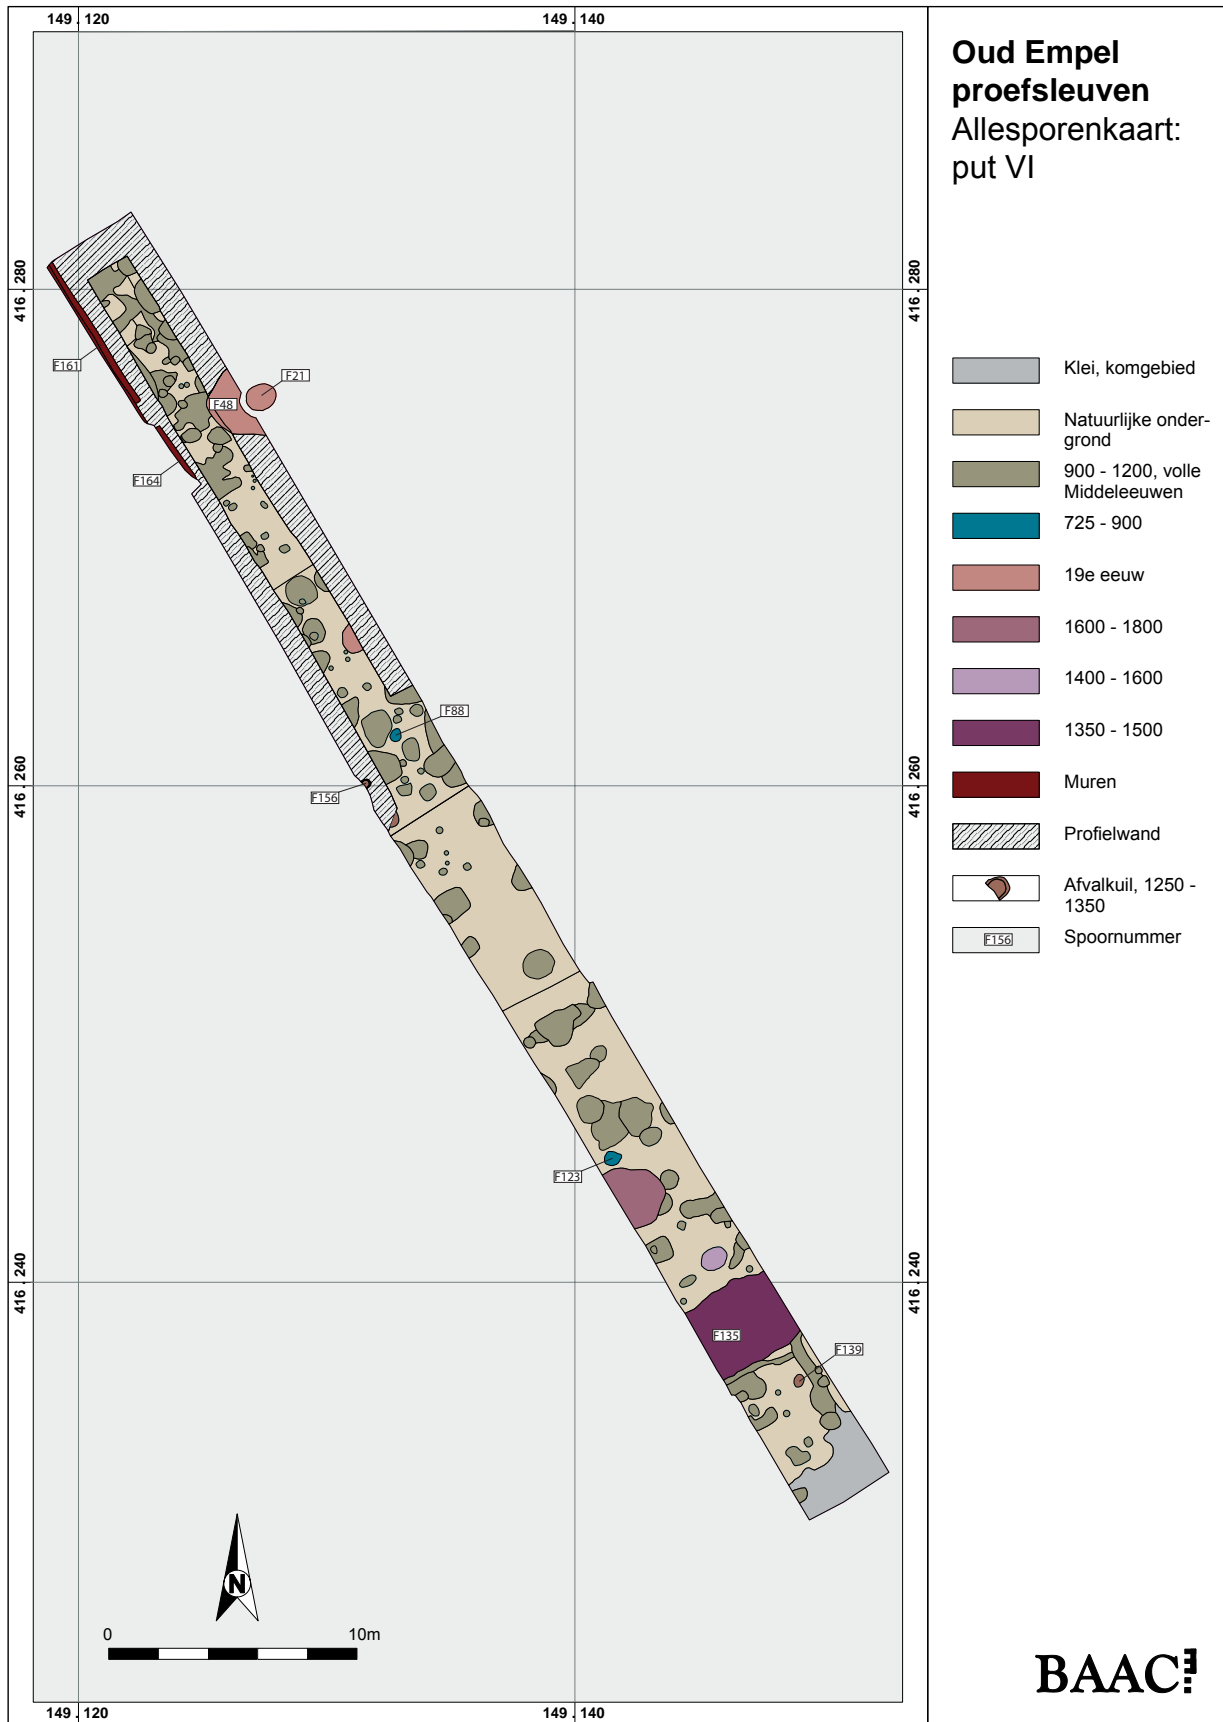 149 . 120
149 . 140
Oud Empel
proefsleuven
Allesporenkaart:
put VI
416 . 280
416 . 280
F161
F21
F48
F164
F88
416 . 260
416 . 260
F156
F123
416 . 240
416 . 240
F135
F139
Klei, komgebied
Natuurlijke onder-
grond
900 - 1200, volle
Middeleeuwen
725 - 900
19e eeuw
1600 - 1800
1400 - 1600
1350 - 1500
Muren
Profielwand
Afvalkuil, 1250 -
1350
F156
Spoornummer
N
0
10m
BAAC
149 . 120
149 . 140